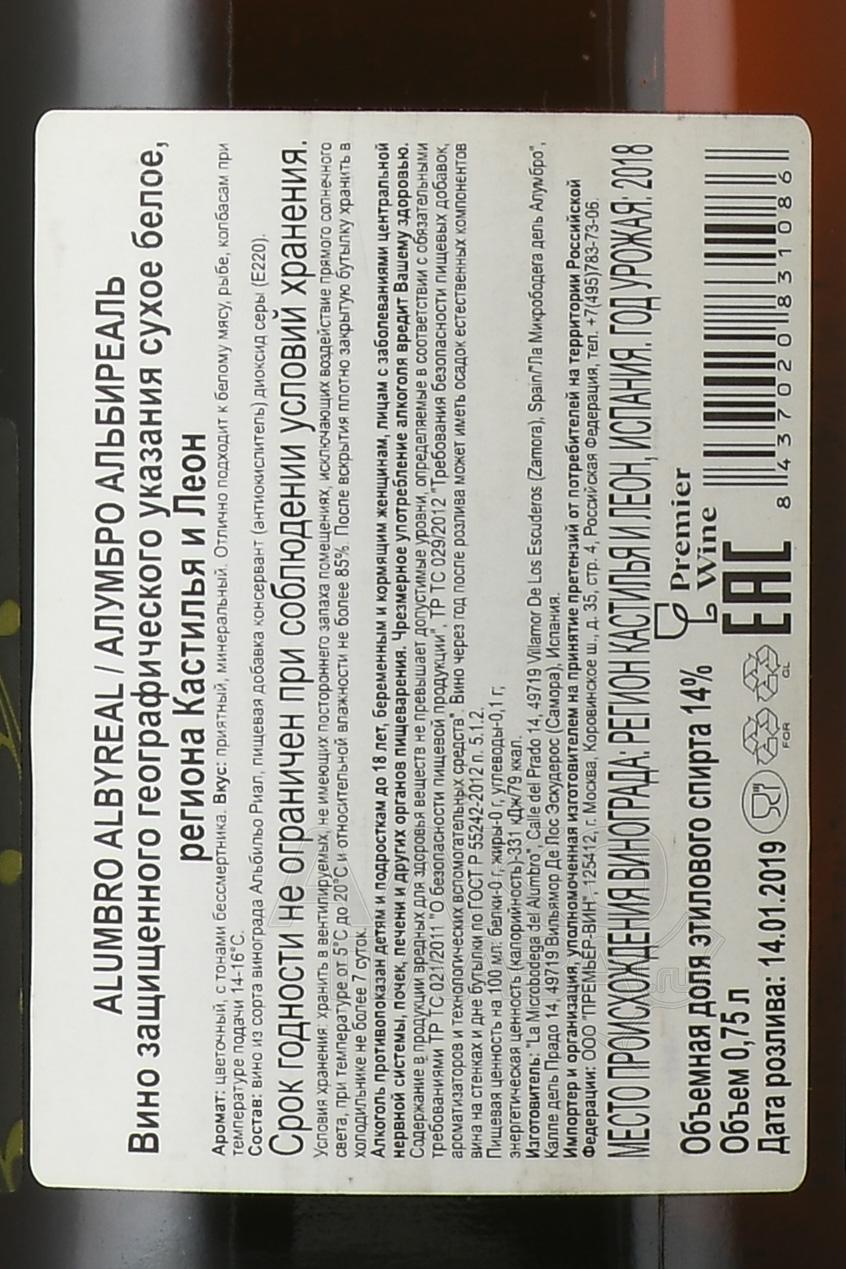 ALUMBRO ALBYREAL / АЛУМБРО АЛЬБИРЕАЛЬ
Вино защищенного географического указания сухое белое,
региона Кастилья и Леон
Аромат: цветочный, с тонами бессмертника. Вкус: приятный, минеральный. Отлично подходит к белому мясу, рыбе, колбасам при
температуре подачи 14-16°С.
Состав: вино из сорта винограда Альбильо Риал, пищевая добавка консервант (антиокислитель) диоксид серы (Е220).
Срок годности не ограничен при соблюдении условий хранения.
Условия хранения: хранить в вентилируемых, не имеющих постороннего запаха помещениях, исключающих воздействие прямого солнечного
света, при температуре от 5°С до 20°С и относительной влажности не более 85%. После вскрытия плотно закрытую бутылку хранить в
холодильнике не более 7 суток.
Алкоголь противопоказан детям и подросткам до 18 лет, беременным и кормящим женщинам, лицам с заболеваниями центральной
нервной системы, почек, печени и других органов пищеварения. Чрезмерное употребление алкоголя вредит Вашему здоровью.
Содержание в продукции вредных для здоровья веществ не превышает допустимые уровни, определяемые в соответствии с обязательными
требованиями ТР ТС 021/2011 "О безопасности пищевой продукции", ТР ТС 029/2012 "Требования безопасности пищевых добавок,
ароматизаторов и технологических вспомогательных средств". Вино через год после розлива может иметь осадок естественных компонентов
вина на стенках и дне бутылки по ГОСТ Р 55242-2012 п. 5.1.2.
Пищевая ценность на 100 мл: белки-0 г, жиры-0 г, углеводы-0,1 г;
энергетическая ценность (калорийность)-331 кДж/79 ккал.
Изготовитель: "La Microbodega del Alumbro", Calle del Prado 14, 49719 Villamor De Los Escuderos (Zamora), Spain/"Ла Микрободега дель Алумбро",
Калле дель Прадо 14, 49719 Вильямор Де Лос Эскудерос (Самора), Испания.
Импортер и организация, уполномоченная изготовителем на принятие претензий от потребителей на территории Российской
Федерации: ООО "ПРЕМЬЕР-ВИН", 125412, г. Москва, Коровинское ш., д. 35, стр. 4, Российская Федерация, тел. +7(495)783-73-06.
МЕСТО ПРОИСХОЖДЕНИЯ ВИНОГРАДА: РЕГИОН КАСТИЛЬЯ И ЛЕОН, ИСПАНИЯ. ГОД УРОЖАЯ: 2018
Объемная доля этилового спирта 14%
Объем 0,75 л
Дата розлива: 14.01.2019
FOR
GL
Premier
Wine
EAC
8 437020 831086